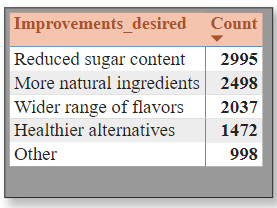 Improvements_desired Count
Reduced sugar content 2995
More natural ingredients 2498
Wider range of flavors 2037
Healthier alternatives 1472
Other 998